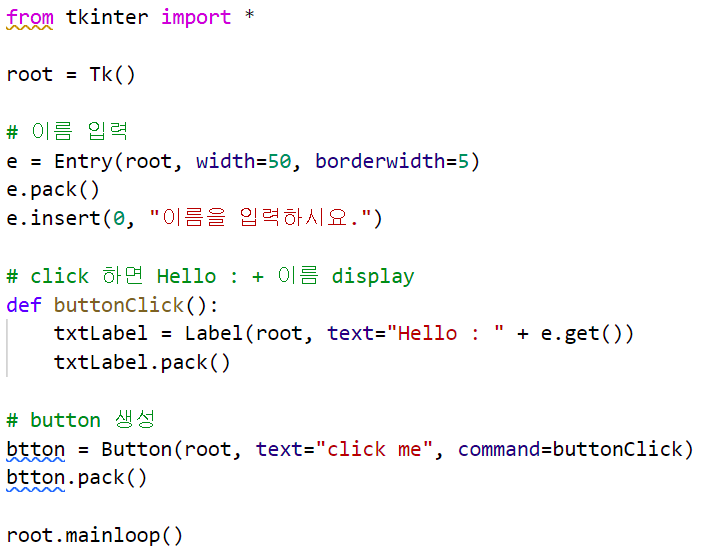 from tkinter import *
root = Tk()
# 이름 입력
e = Entry(root, width=50, borderwidth=5)
e.pack()
e.insert(0, "이름을 입력하시요.")
# click 하면 Hello : + 이름 display
def buttonClick():
    txtLabel = Label(root, text="Hello : " + e.get())
    txtLabel.pack()
# button 생성
btton = Button(root, text="click me", command=buttonClick)
btton.pack()
root.mainloop()